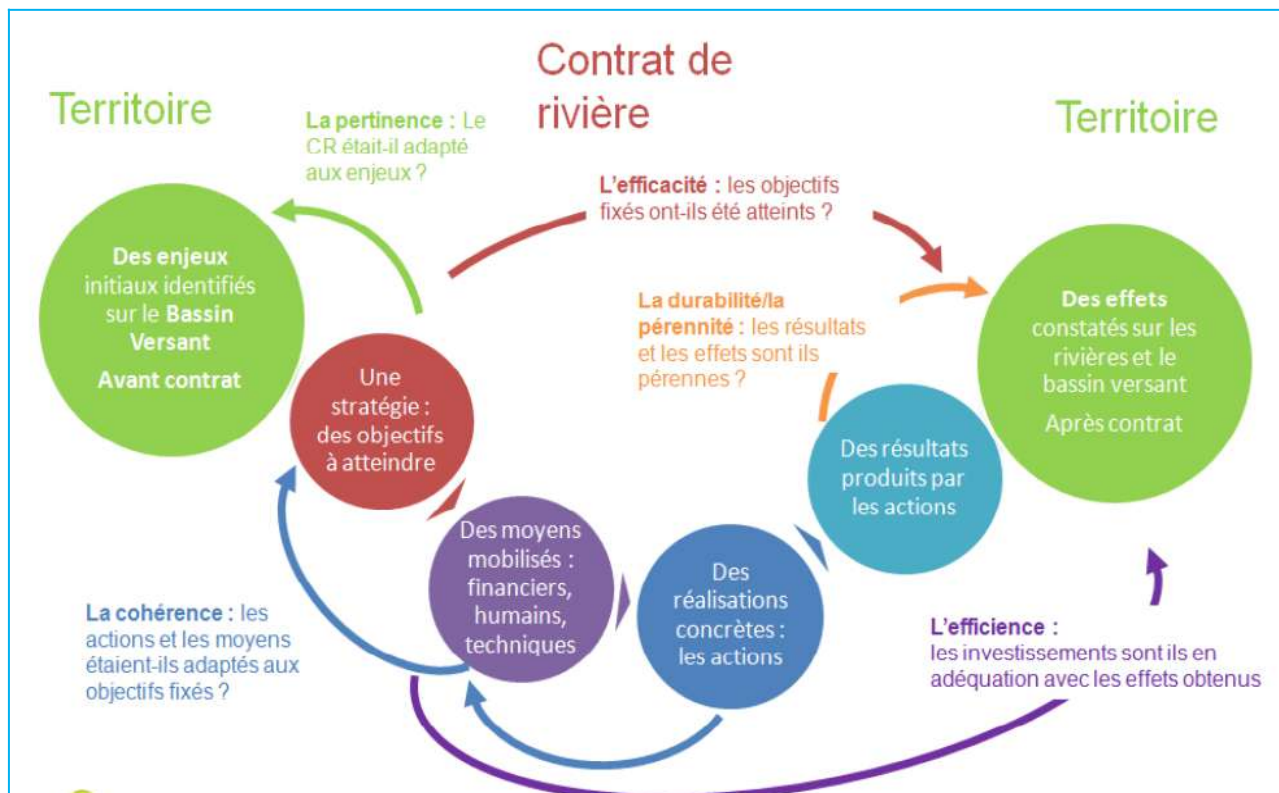 Contrat de
rivière
Territoire
Territoire
La pertinence : Le
CR était-il adapté
aux enjeux ?
L'efficacité : les objectifs
fixés ont-ils été atteints ?
Des enjeux
initiaux identifiés
sur le Bassin
Versant
Avant contrat
La durabilité/la
pérennité : les résultats
et les effets sont ils
pérennes ?
Des effets
constatés sur les
rivières et le
bassin versant
Après contrat
Une
stratégie :
des objectifs
à atteindre
Des résultats
produits par
les actions
Des moyens
mobilisés :
financiers,
humains,
techniques
Des
réalisations
concrètes :
les actions
La cohérence : les
actions et les moyens
étaient-ils adaptés aux
objectifs fixés ?
L'efficience :
les investissements sont ils en
adéquation avec les effets obtenus